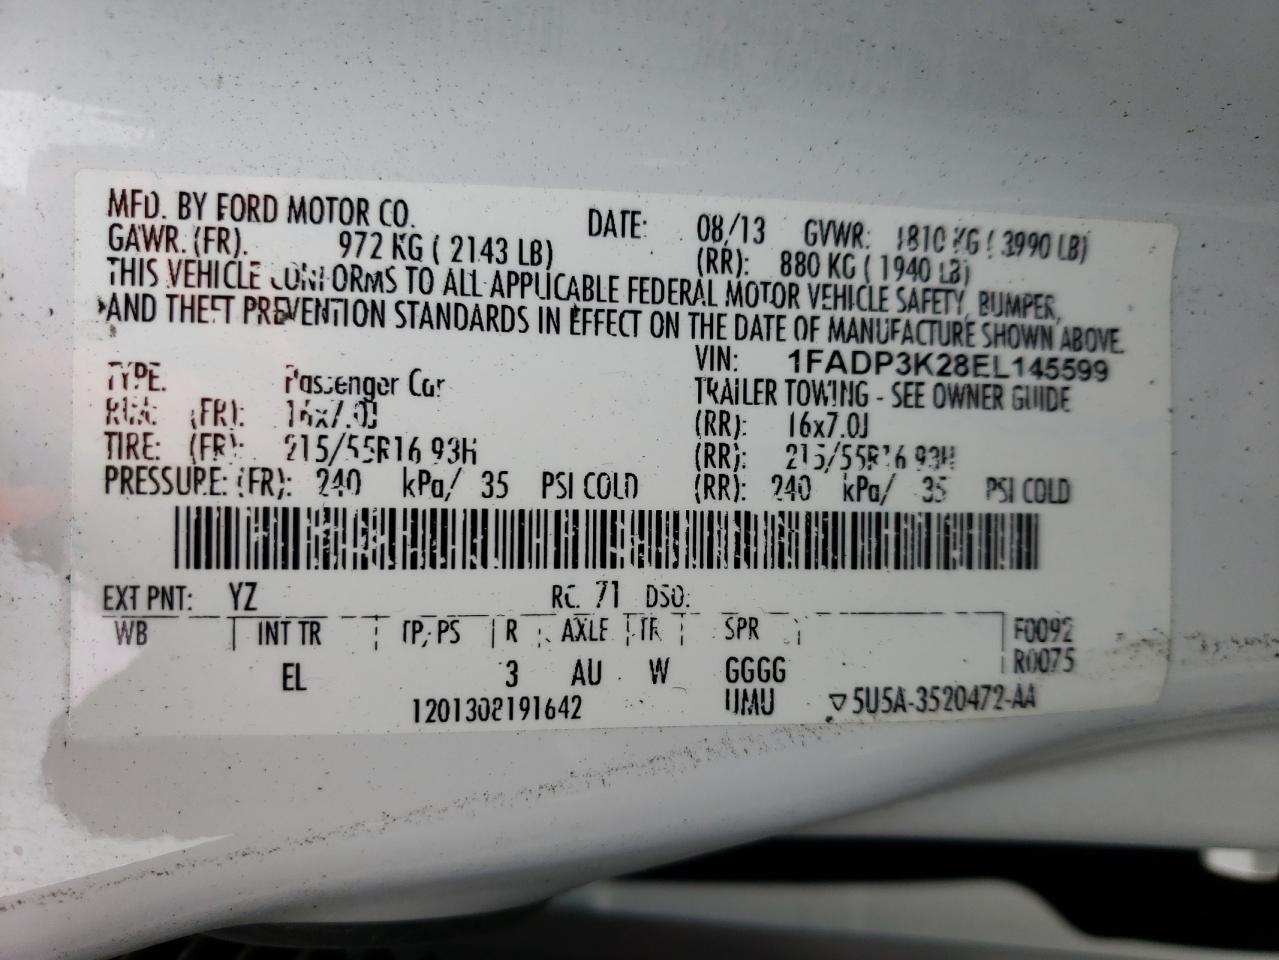 MFD. BY FORD MOTOR CO. DATE: 08/13 GVWR: 1810 KG ( 3990 LB)
GAWR. (FR). 972 KG ( 2143 LB) (RR): 880 KG ( 1940 LB)
THIS VEHICLE CONFORMS TO ALL APPLICABLE FEDERAL MOTOR VEHICLE SAFETY, BUMPER,
AND THEFT PREVENTION STANDARDS IN EFFECT ON THE DATE OF MANUFACTURE SHOWN ABOVE.
VIN: 1FADP3K28EL145599
TYPE. Passenger Car TRAILER TOWING - SEE OWNER GUIDE
(FR): 16x7.0J (RR): 16x7.0J
TIRE: (FR): 215/55R16 93H (RR): 215/55R16 93H
PRESSURE: (FR): 240 kPa/ 35 PSI COLD (RR): 240 kPa/ 35 PSI COLD
EXT PNT: YZ RC. 71 DSO:
WB INT TR TP/PS R AXLE TR SPR F0092
EL 3 AU W GGGG R0075
1201308191642 UMU ▽5U5A-3520472-AA